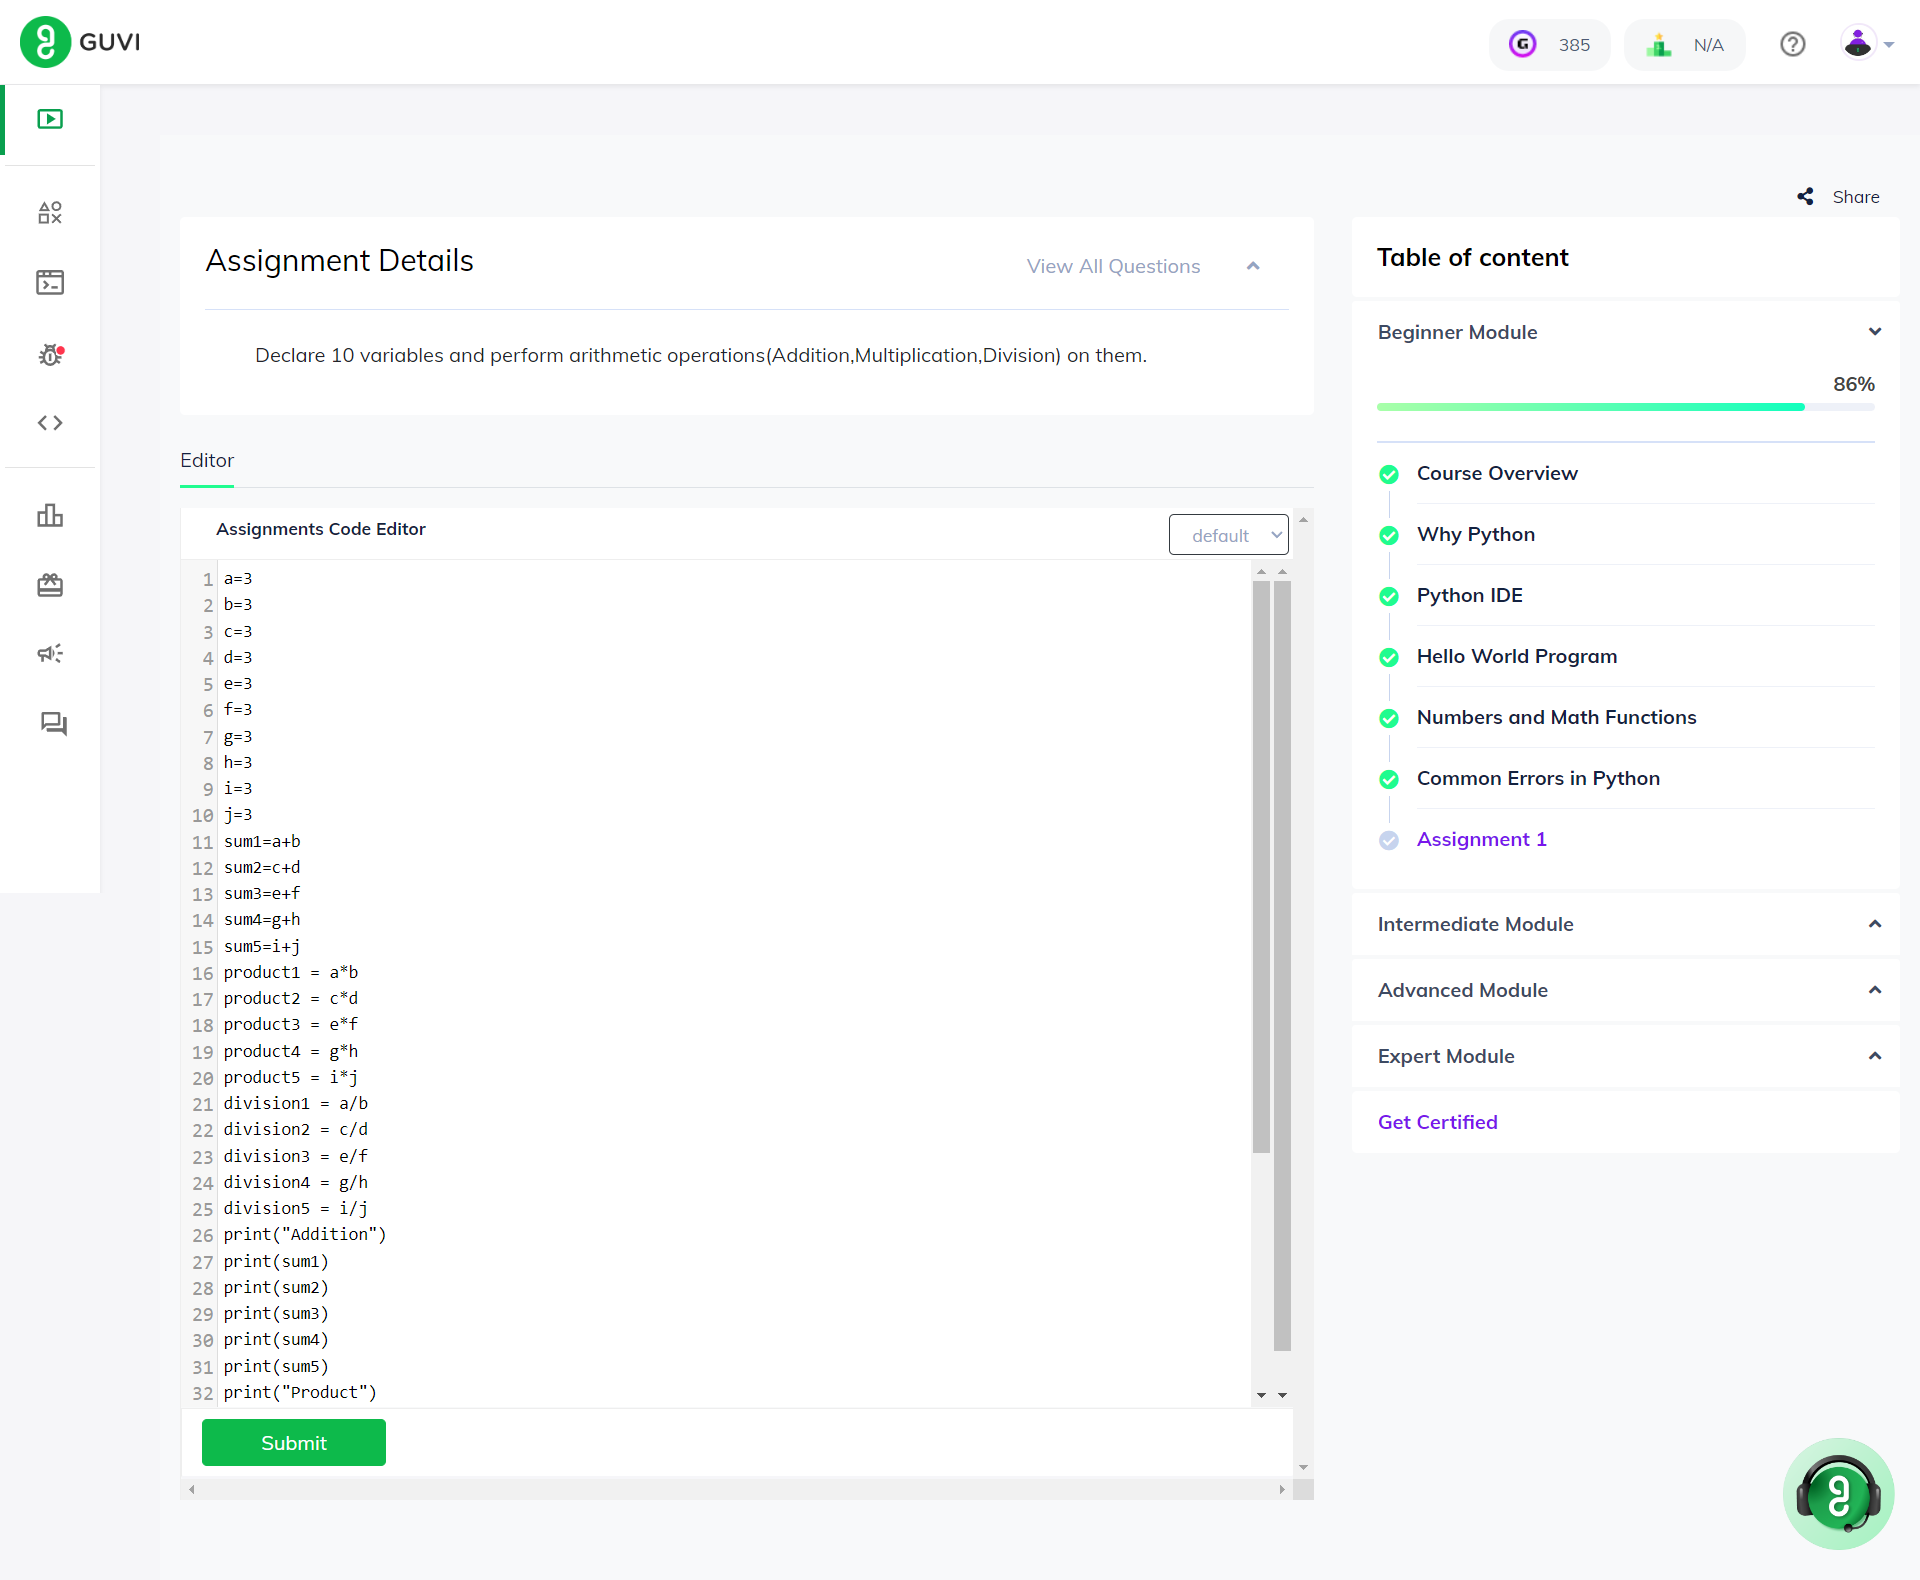 GUVI
385
N/A
Share
Assignment Details
View All Questions
Declare 10 variables and perform arithmetic operations(Addition,Multiplication,Division) on them.
Editor
Assignments Code Editor
default
1 a=3
2 b=3
3 c=3
4 d=3
5 e=3
6 f=3
7 g=3
8 h=3
9 i=3
10 j=3
11 sum1=a+b
12 sum2=c+d
13 sum3=e+f
14 sum4=g+h
15 sum5=i+j
16 product1 = a*b
17 product2 = c*d
18 product3 = e*f
19 product4 = g*h
20 product5 = i*j
21 division1 = a/b
22 division2 = c/d
23 division3 = e/f
24 division4 = g/h
25 division5 = i/j
26 print("Addition")
27 print(sum1)
28 print(sum2)
29 print(sum3)
30 print(sum4)
31 print(sum5)
32 print("Product")
Submit
Table of content
Beginner Module
86%
Course Overview
Why Python
Python IDE
Hello World Program
Numbers and Math Functions
Common Errors in Python
Assignment 1
Intermediate Module
Advanced Module
Expert Module
Get Certified